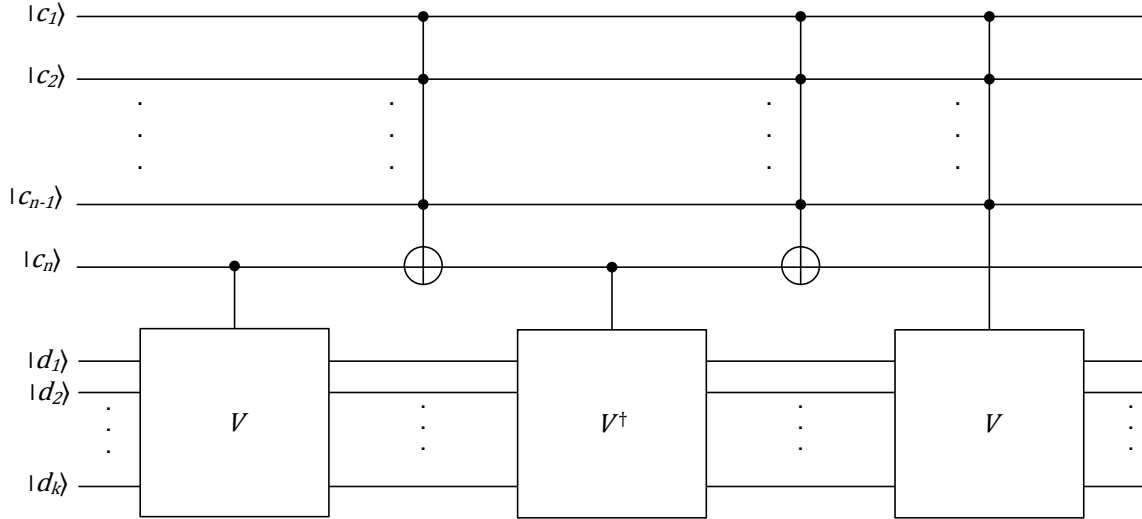 |c₁⟩
|c₂⟩
|cₙ₋₁⟩
|cₙ⟩
|d₁⟩
|d₂⟩
V V† V
|dₖ⟩